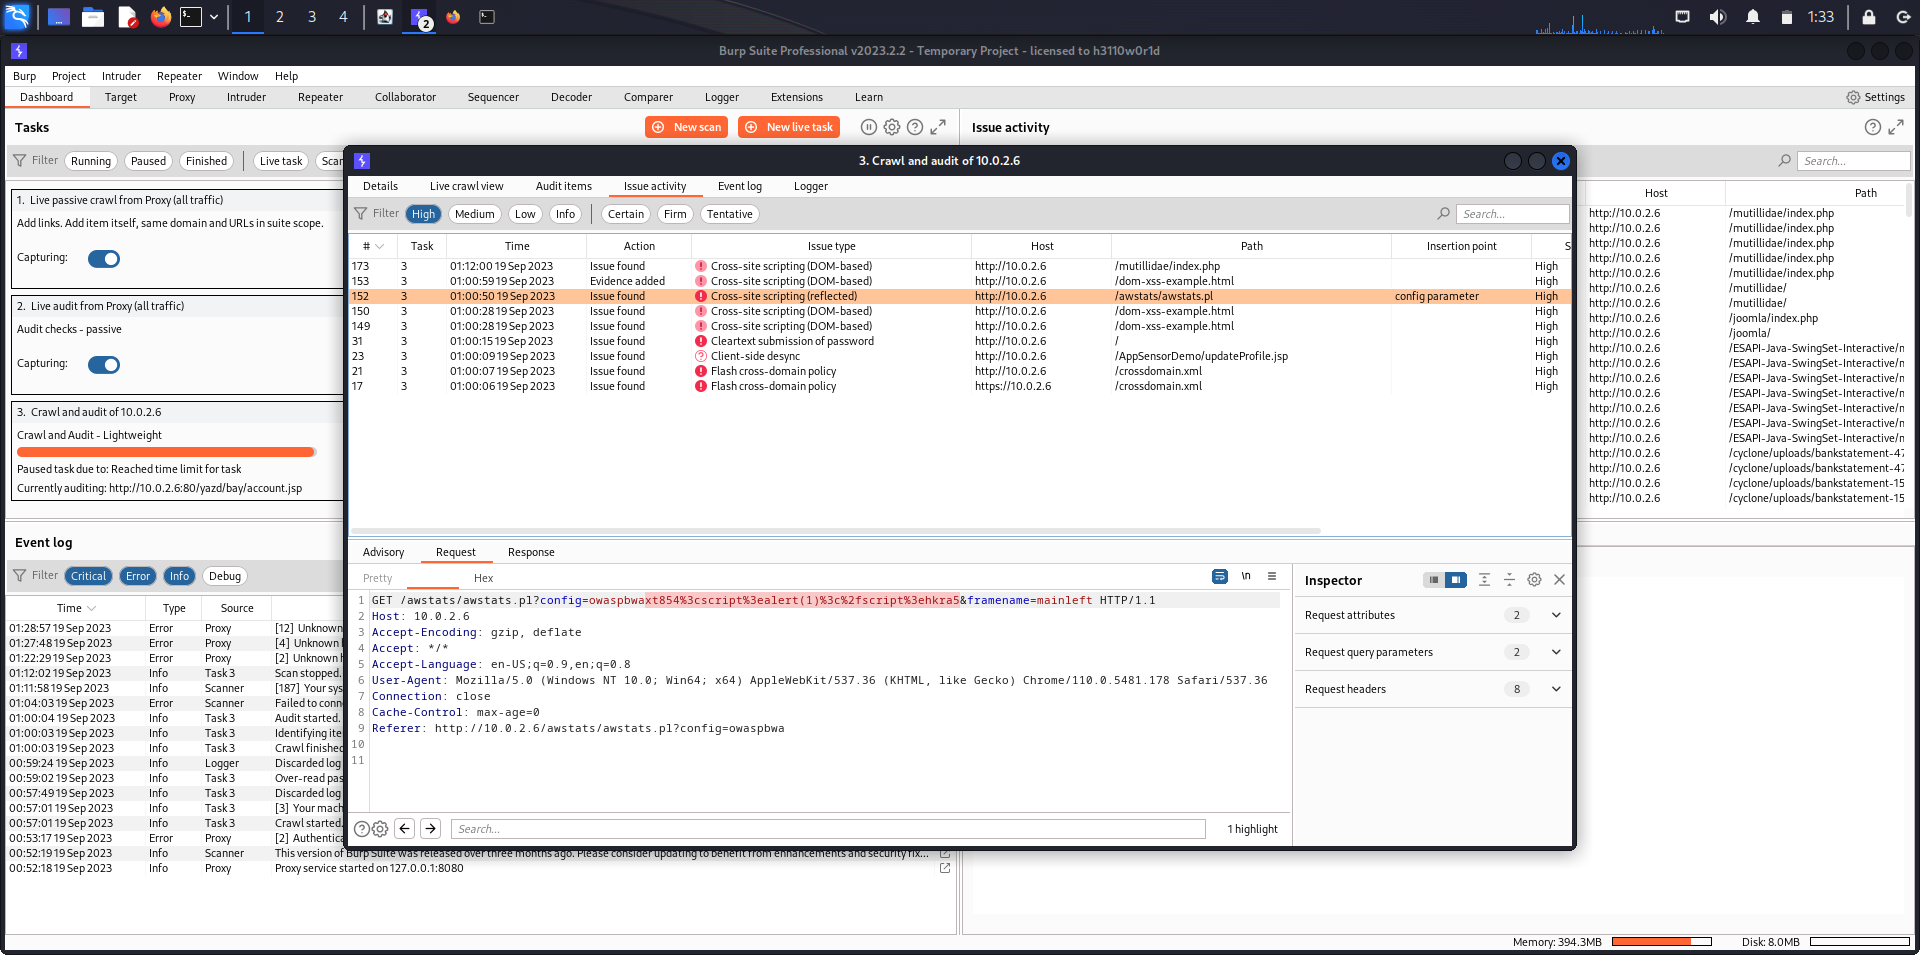 1 2 3 4 2 1:33
Burp Suite Professional v2023.2.2 - Temporary Project - licensed to h3110w0r1d
Burp Project Intruder Repeater Window Help
Dashboard Target Proxy Intruder Repeater Collaborator Sequencer Decoder Comparer Logger Extensions Learn Settings
Tasks New scan New live task
Filter Running Paused Finished Live task
1. Live passive crawl from Proxy (all traffic)
Add links. Add item itself, same domain and URLs in suite scope.
Capturing:
2. Live audit from Proxy (all traffic)
Audit checks - passive
Capturing:
3. Crawl and audit of 10.0.2.6
Crawl and Audit - Lightweight
Paused task due to: Reached time limit for task
Currently auditing: http://10.0.2.6:80/yazd/bay/account.jsp
Event log
Filter Critical Error Info Debug
Time Type Source
01:28:57 19 Sep 2023 Error Proxy [12] Unknown
01:27:48 19 Sep 2023 Error Proxy [4] Unknown
01:22:29 19 Sep 2023 Error Proxy [2] Unknown
01:12:02 19 Sep 2023 Info Task 3 Scan stopped.
01:11:58 19 Sep 2023 Info Scanner [187] Your sys
01:04:03 19 Sep 2023 Error Scanner Failed to conn
01:00:04 19 Sep 2023 Info Task 3 Audit started.
01:00:03 19 Sep 2023 Info Task 3 Identifying ite
01:00:03 19 Sep 2023 Info Task 3 Crawl finished
00:59:24 19 Sep 2023 Info Logger Discarded log
00:59:02 19 Sep 2023 Info Task 3 Over-read pas
00:57:49 19 Sep 2023 Info Task 3 Discarded log
00:57:01 19 Sep 2023 Info Task 3 [3] Your mach
00:57:01 19 Sep 2023 Info Task 3 Crawl started.
00:53:17 19 Sep 2023 Error Proxy [2] Authentica
00:52:19 19 Sep 2023 Info Scanner This version of Burp Suite was released over three months ago. Please consider updating to benefit from enhancements and security fix...
00:52:18 19 Sep 2023 Info Proxy Proxy service started on 127.0.0.1:8080
3. Crawl and audit of 10.0.2.6
Details Live crawl view Audit items Issue activity Event log Logger
Filter High Medium Low Info Certain Firm Tentative Search...
# Task Time Action Issue type Host Path Insertion point S
173 3 01:12:00 19 Sep 2023 Issue found Cross-site scripting (DOM-based) http://10.0.2.6 /mutillidae/index.php High
153 3 01:00:59 19 Sep 2023 Evidence added Cross-site scripting (DOM-based) http://10.0.2.6 /dom-xss-example.html High
152 3 01:00:50 19 Sep 2023 Issue found Cross-site scripting (reflected) http://10.0.2.6 /awstats/awstats.pl config parameter High
150 3 01:00:28 19 Sep 2023 Issue found Cross-site scripting (DOM-based) http://10.0.2.6 /dom-xss-example.html High
149 3 01:00:28 19 Sep 2023 Issue found Cross-site scripting (DOM-based) http://10.0.2.6 /dom-xss-example.html High
31 3 01:00:15 19 Sep 2023 Issue found Cleartext submission of password http://10.0.2.6 / High
23 3 01:00:09 19 Sep 2023 Issue found Client-side desync http://10.0.2.6 /AppSensorDemo/updateProfile.jsp High
21 3 01:00:07 19 Sep 2023 Issue found Flash cross-domain policy http://10.0.2.6 /crossdomain.xml High
17 3 01:00:06 19 Sep 2023 Issue found Flash cross-domain policy https://10.0.2.6 /crossdomain.xml High
Advisory Request Response
Pretty Hex \n
1 GET /awstats/awstats.pl?config=owaspbwaxt854%3cscript%3ealert(1)%3c%2fscript%3ehkra5&framename=mainleft HTTP/1.1
2 Host: 10.0.2.6
3 Accept-Encoding: gzip, deflate
4 Accept: */*
5 Accept-Language: en-US;q=0.9,en;q=0.8
6 User-Agent: Mozilla/5.0 (Windows NT 10.0; Win64; x64) AppleWebKit/537.36 (KHTML, like Gecko) Chrome/110.0.5481.178 Safari/537.36
7 Connection: close
8 Cache-Control: max-age=0
9 Referer: http://10.0.2.6/awstats/awstats.pl?config=owaspbwa
10
11
Search... 1 highlight
Inspector
Request attributes 2
Request query parameters 2
Request headers 8
Issue activity
Search...
Host Path
http://10.0.2.6 /mutillidae/index.php
http://10.0.2.6 /mutillidae/index.php
http://10.0.2.6 /mutillidae/index.php
http://10.0.2.6 /mutillidae/index.php
http://10.0.2.6 /mutillidae/index.php
http://10.0.2.6 /mutillidae/
http://10.0.2.6 /mutillidae/
http://10.0.2.6 /joomla/index.php
http://10.0.2.6 /joomla/
http://10.0.2.6 /ESAPI-Java-SwingSet-Interactive/n
http://10.0.2.6 /ESAPI-Java-SwingSet-Interactive/n
http://10.0.2.6 /ESAPI-Java-SwingSet-Interactive/n
http://10.0.2.6 /ESAPI-Java-SwingSet-Interactive/n
http://10.0.2.6 /ESAPI-Java-SwingSet-Interactive/n
http://10.0.2.6 /ESAPI-Java-SwingSet-Interactive/n
http://10.0.2.6 /ESAPI-Java-SwingSet-Interactive/n
http://10.0.2.6 /cyclone/uploads/bankstatement-47
http://10.0.2.6 /cyclone/uploads/bankstatement-47
http://10.0.2.6 /cyclone/uploads/bankstatement-15
http://10.0.2.6 /cyclone/uploads/bankstatement-15
Memory: 394.3MB Disk: 8.0MB